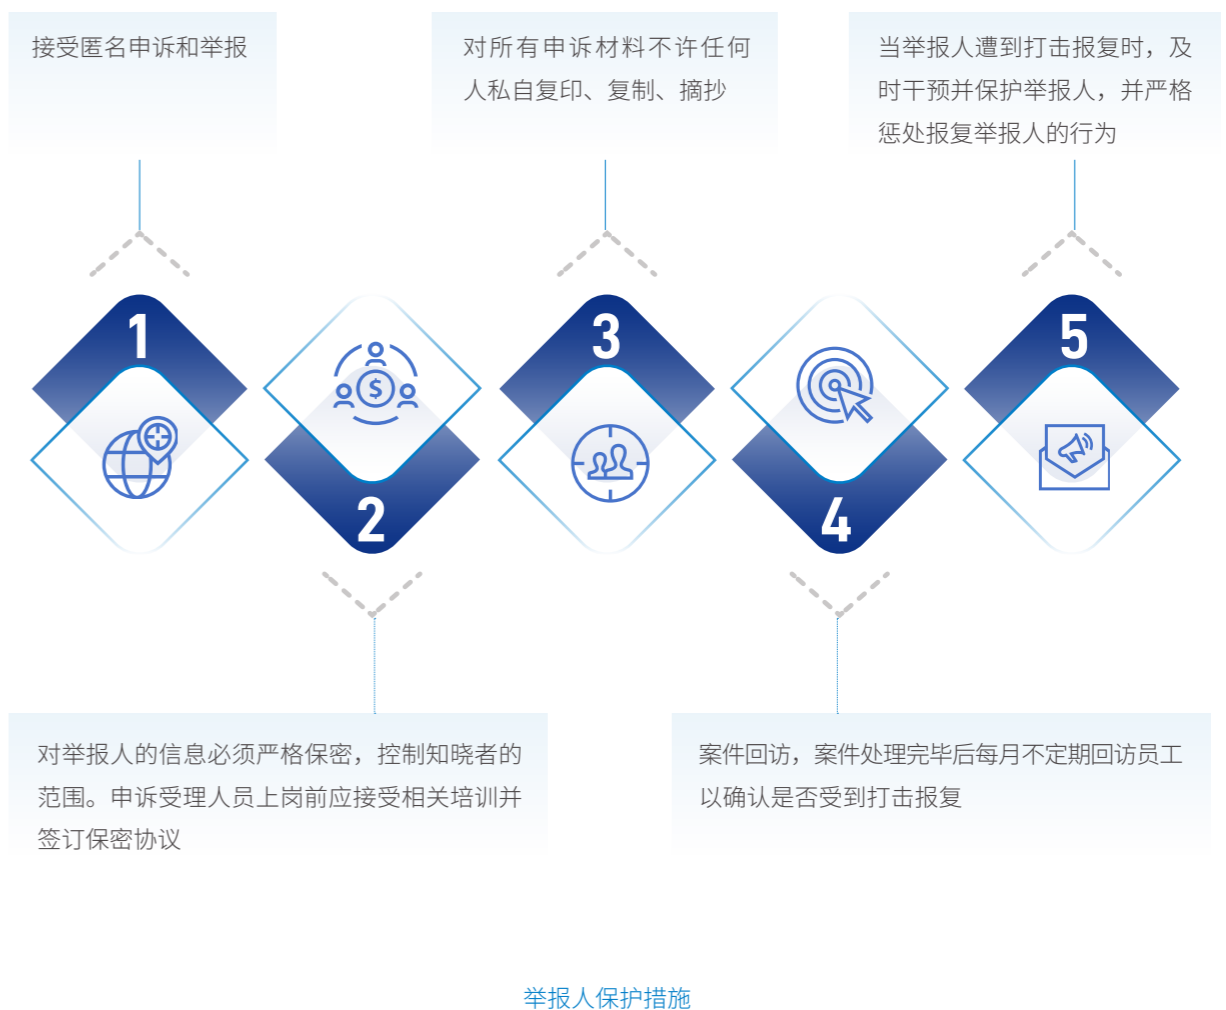 接受匿名申诉和举报
对所有申诉材料不许任何
人私自复印、复制、摘抄
当举报人遭到打击报复时，及
时干预并保护举报人，并严格
惩处报复举报人的行为
1
2
$
3
4
5
对举报人的信息必须严格保密，控制知晓者的
范围。申诉受理人员上岗前应接受相关培训并
签订保密协议
案件回访，案件处理完毕后每月不定期回访员工
以确认是否受到打击报复
举报人保护措施